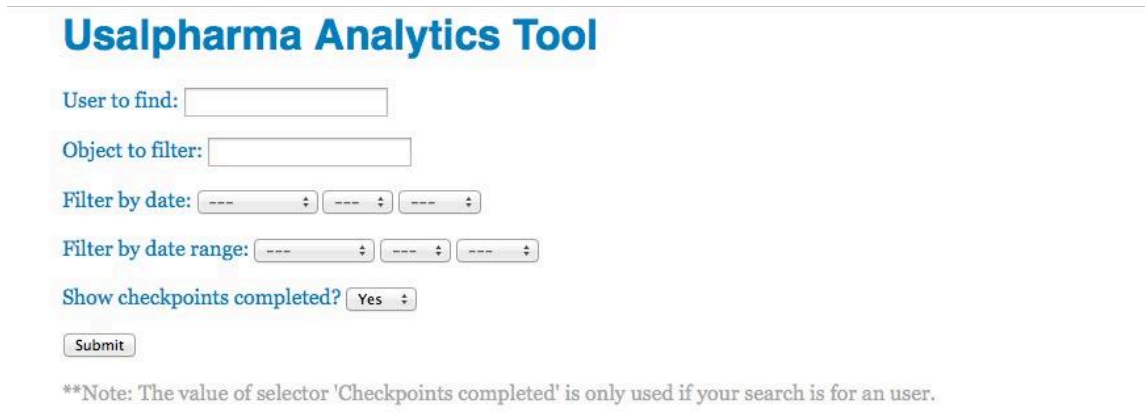 Usalpharma Analytics Tool
User to find:
Object to filter:
Filter by date: --- --- ---
Filter by date range: --- --- ---
Show checkpoints completed? Yes
Submit
**Note: The value of selector 'Checkpoints completed' is only used if your search is for an user.